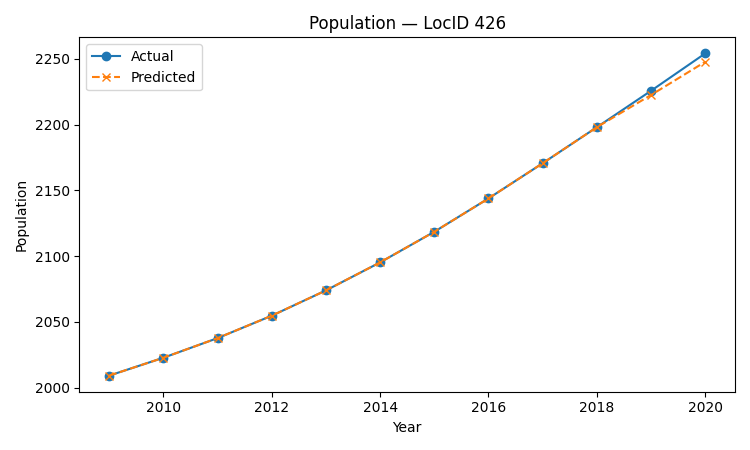 Population — LocID 426
Actual
Predicted
2250
2200
2150
2100
2050
2000
Population
2010 2012 2014 2016 2018 2020
Year